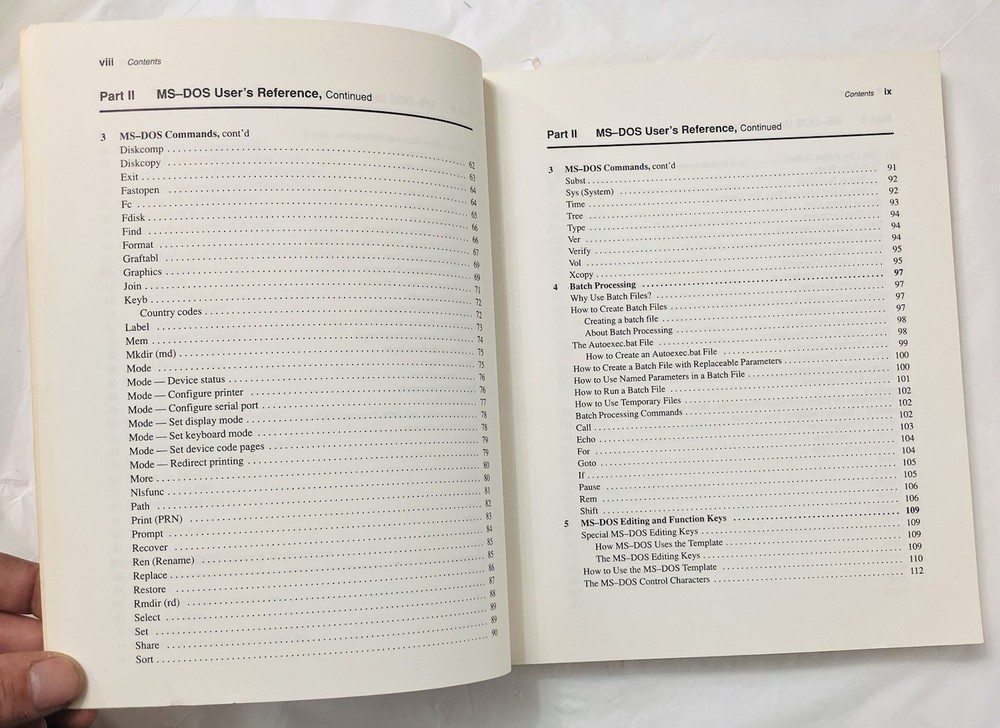 viii Contents
Part II MS–DOS User's Reference, Continued
3 MS–DOS Commands, cont'd
Diskcomp 62
Diskcopy 63
Exit 64
Fastopen 64
Fc 65
Fdisk 66
Find 66
Format 67
Graftabl 69
Graphics 69
Join 71
Keyb 72
Country codes 72
Label 73
Mem 74
Mkdir (md) 75
Mode 75
Mode — Device status 76
Mode — Configure printer 76
Mode — Configure serial port 77
Mode — Set display mode 78
Mode — Set keyboard mode 78
Mode — Set device code pages 79
Mode — Redirect printing 79
More 80
Nlsfunc 80
Path 81
Print (PRN) 82
Prompt 83
Recover 84
Ren (Rename) 85
Replace 85
Restore 86
Rmdir (rd) 87
Select 88
Set 89
Share 89
Sort 90
Contents ix
Part II MS–DOS User's Reference, Continued
3 MS–DOS Commands, cont'd
Subst 91
Sys (System) 92
Time 92
Tree 93
Type 94
Ver 94
Verify 94
Vol 95
Xcopy 95
4 Batch Processing 97
Why Use Batch Files? 97
How to Create Batch Files 97
Creating a batch file 97
About Batch Processing 98
The Autoexec.bat File 98
How to Create an Autoexec.bat File 99
How to Create a Batch File with Replaceable Parameters 100
How to Use Named Parameters in a Batch File 100
How to Run a Batch File 101
How to Use Temporary Files 102
Batch Processing Commands 102
Call 102
Echo 103
For 104
Goto 104
If 105
Pause 105
Rem 106
Shift 106
5 MS–DOS Editing and Function Keys 109
Special MS–DOS Editing Keys 109
How MS–DOS Uses the Template 109
The MS–DOS Editing Keys 109
How to Use the MS–DOS Template 110
The MS–DOS Control Characters 112